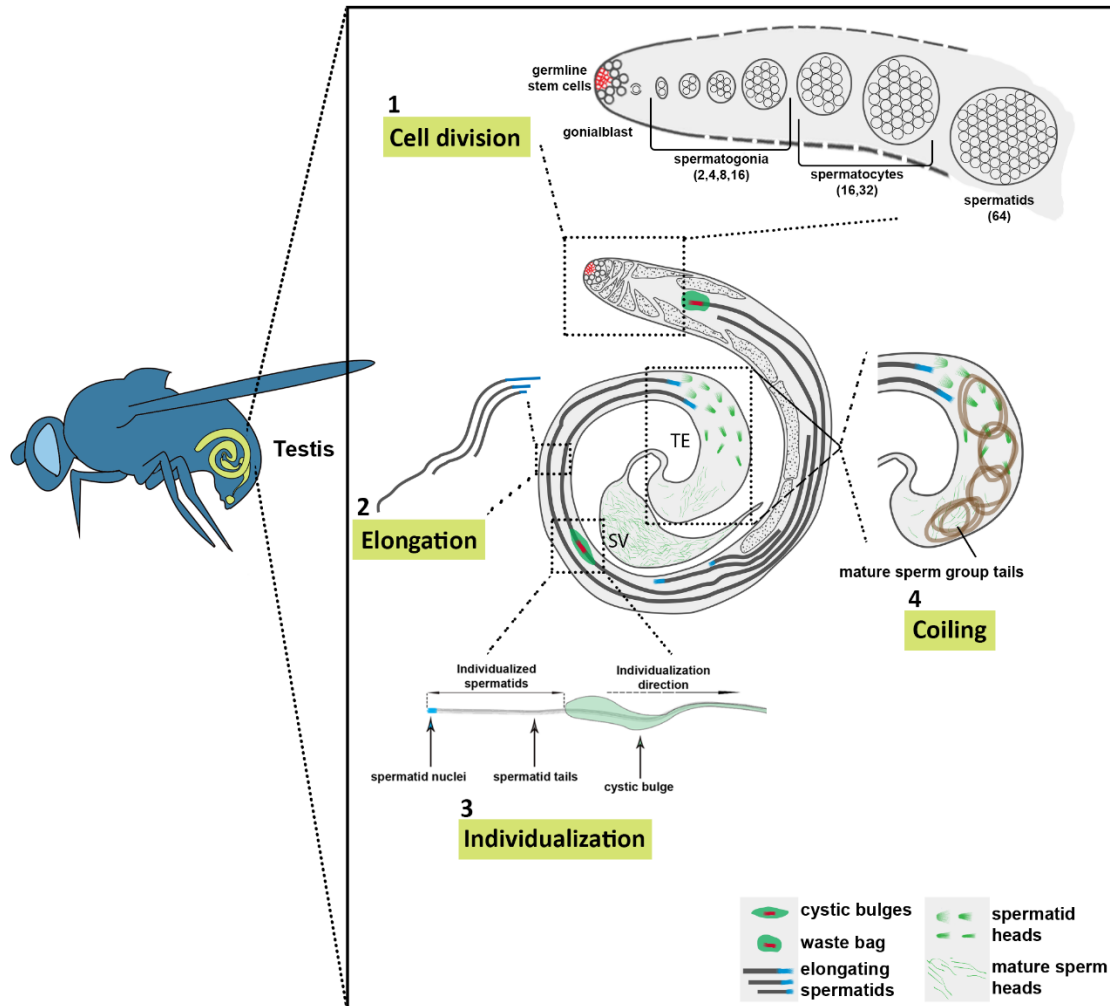 germline
stem cells
1
Cell division
gonialblast
spermatogonia
(2,4,8,16)
spermatocytes
(16,32)
spermatids
(64)
Testis
TE
SV
2
Elongation
mature sperm group tails
4
Coiling
Individualized
spermatids
Individualization
direction
spermatid nuclei
spermatid tails
cystic bulge
3
Individualization
cystic bulges
waste bag
elongating
spermatids
spermatid
heads
mature sperm
heads